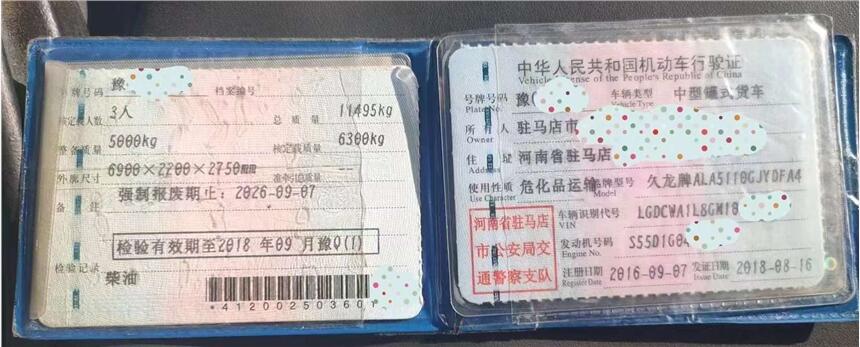 号牌号码 豫 档案编号
核定载人数 3人 总质量 11495kg
整备质量 5000kg 核定载质量 6300kg
外廓尺寸 6900×2200×2750mm 准牵引总质量
备注 强制报废期止：2026-09-07
检验有效期至2018年09月豫Q(1)
检验记录
柴油
*412002503601
中华人民共和国机动车行驶证
Vehicle License of the People's Republic of China
号牌号码 豫 车辆类型 中型罐式货车
Plate No. Vehicle Type
所有人 驻马店市
Owner
住址 河南省驻马店
Address
使用性质 危化品运输 品牌型号 久龙牌ALA5110GJYDFA4
Use Character Model
河南省驻马店
市公安局交
通警察支队
车辆识别代号 LGDCWA1L8GM10
VIN
发动机号码 S55D1G0
Engine No.
注册日期 2016-09-07 发证日期 2018-08-16
Register Date Issue Date